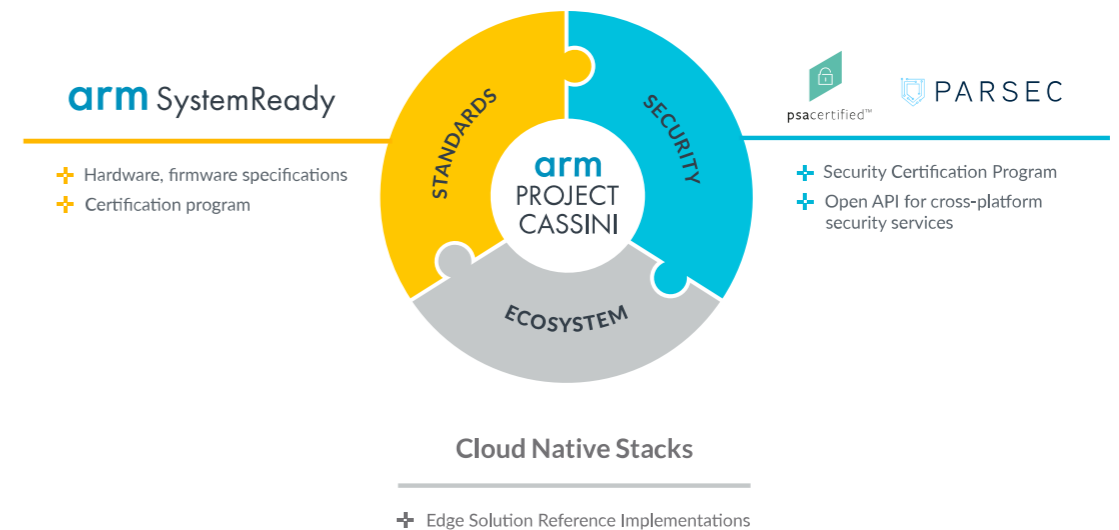 arm SystemReady
Hardware, firmware specifications
Certification program
STANDARDS
SECURITY
ECOSYSTEM
arm
PROJECT
CASSINI
psacertified™
PARSEC
Security Certification Program
Open API for cross-platform
security services
Cloud Native Stacks
Edge Solution Reference Implementations